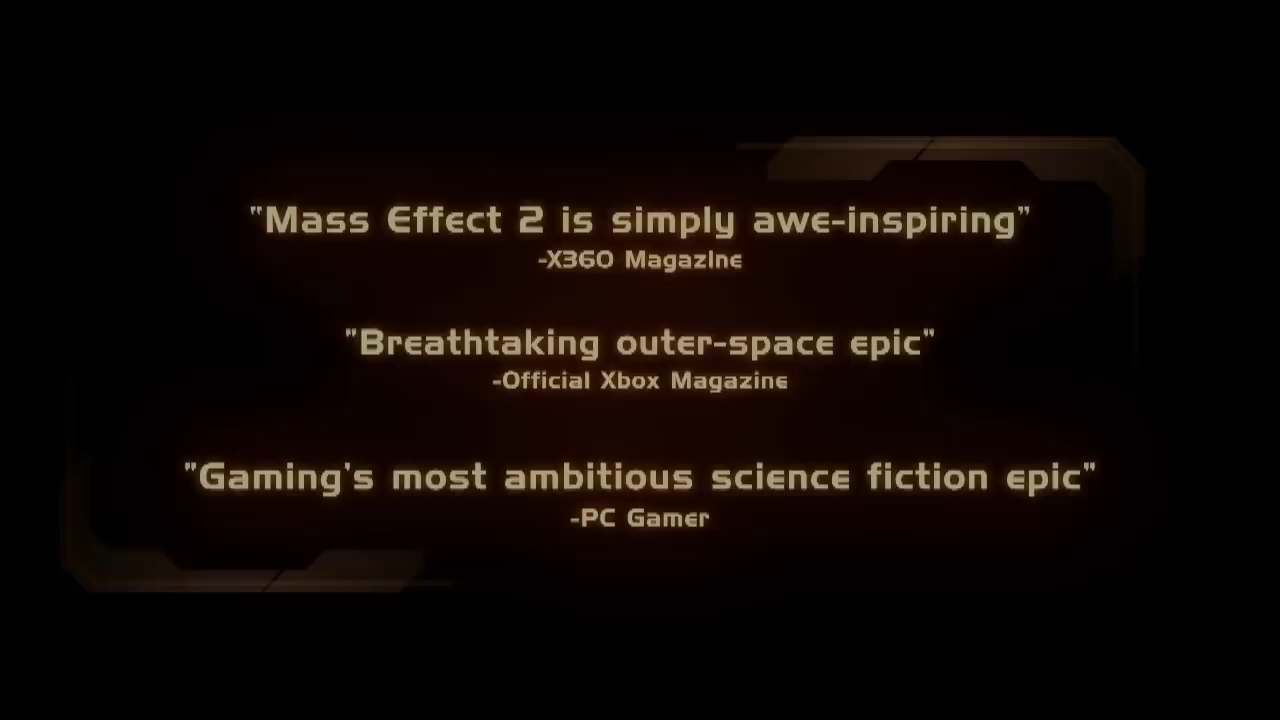 "Mass Effect 2 is simply awe-inspiring"
-X360 Magazine
"Breathtaking outer-space epic"
-Official Xbox Magazine
"Gaming's most ambitious science fiction epic"
-PC Gamer